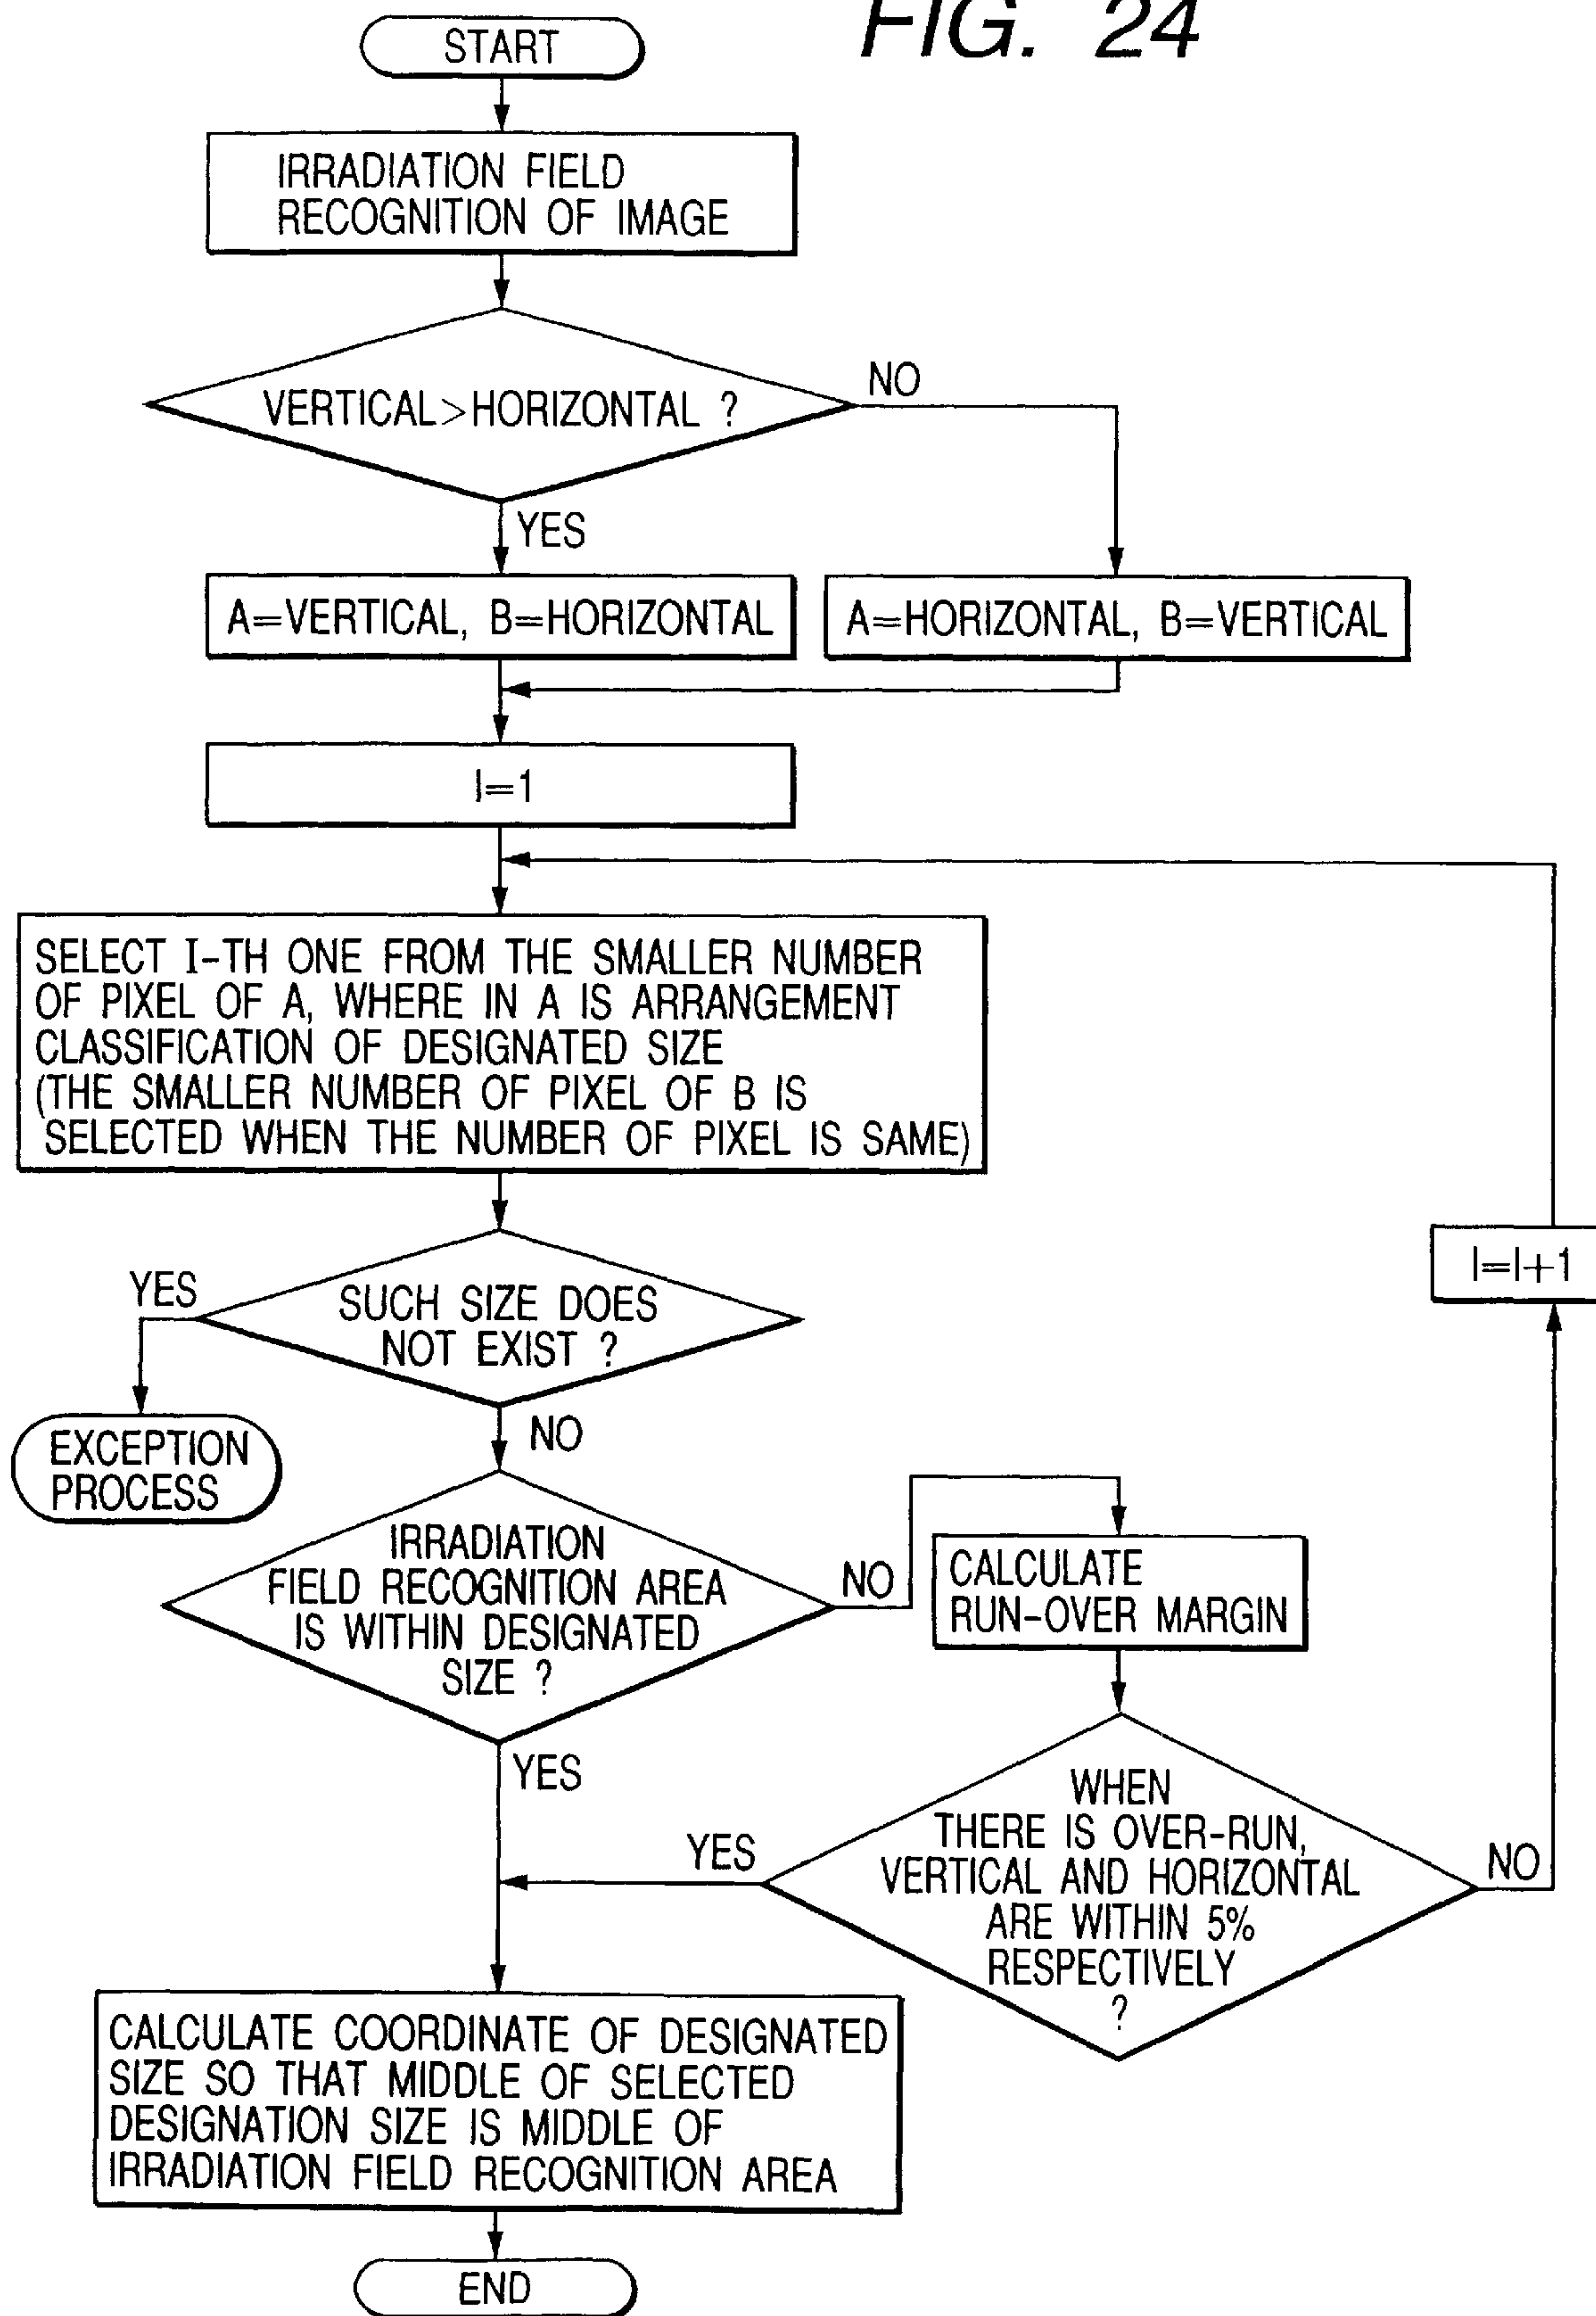 FIG. 24
START
IRRADIATION FIELD
RECOGNITION OF IMAGE
VERTICAL>HORIZONTAL ?
NO
YES
A=VERTICAL, B=HORIZONTAL
A=HORIZONTAL, B=VERTICAL
I=1
SELECT I-TH ONE FROM THE SMALLER NUMBER
OF PIXEL OF A, WHERE IN A IS ARRANGEMENT
CLASSIFICATION OF DESIGNATED SIZE
(THE SMALLER NUMBER OF PIXEL OF B IS
SELECTED WHEN THE NUMBER OF PIXEL IS SAME)
I=I+1
YES
SUCH SIZE DOES
NOT EXIST ?
NO
EXCEPTION
PROCESS
IRRADIATION
FIELD RECOGNITION AREA
IS WITHIN DESIGNATED
SIZE ?
NO
CALCULATE
RUN-OVER MARGIN
YES
WHEN
THERE IS OVER-RUN,
VERTICAL AND HORIZONTAL
ARE WITHIN 5%
RESPECTIVELY
?
YES
NO
CALCULATE COORDINATE OF DESIGNATED
SIZE SO THAT MIDDLE OF SELECTED
DESIGNATION SIZE IS MIDDLE OF
IRRADIATION FIELD RECOGNITION AREA
END